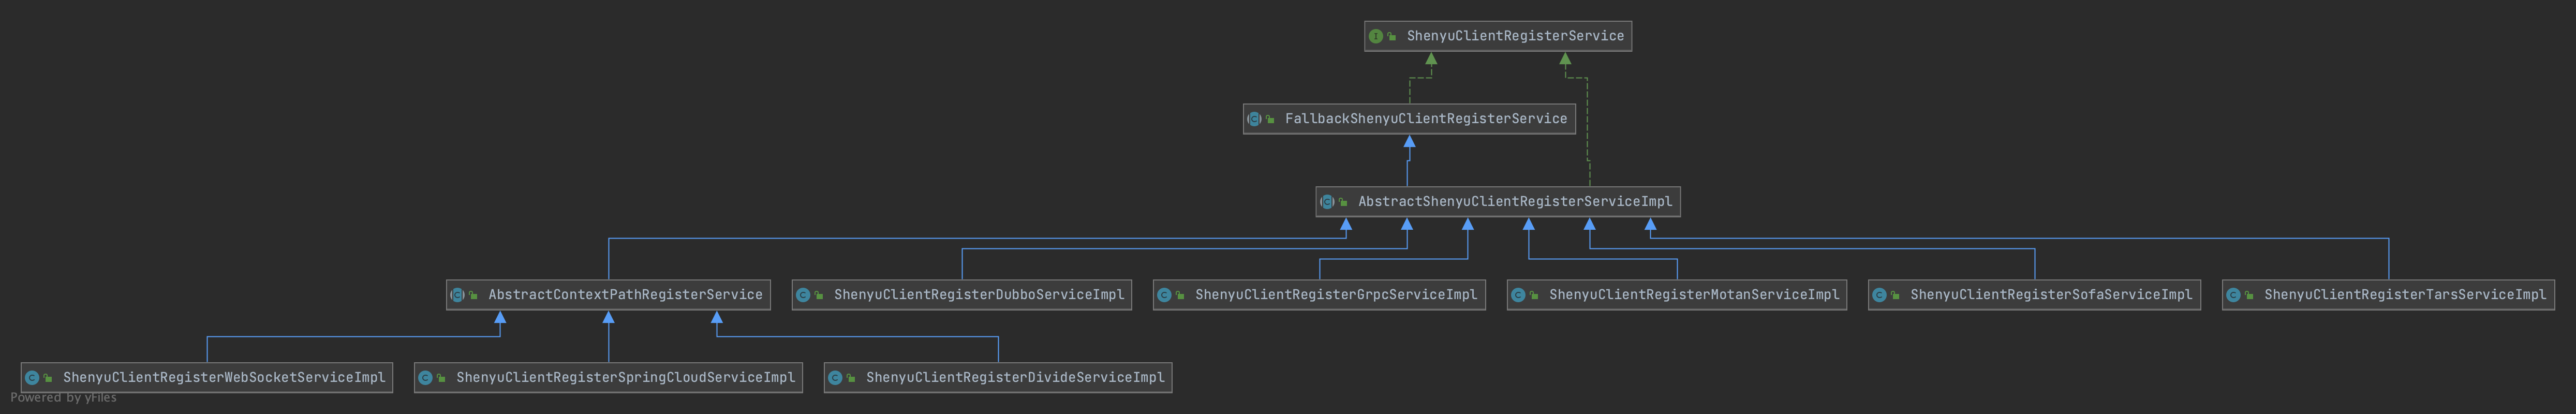 ShenyuClientRegisterService
FallbackShenyuClientRegisterService
AbstractShenyuClientRegisterServiceImpl
AbstractContextPathRegisterService
ShenyuClientRegisterDubboServiceImpl
ShenyuClientRegisterGrpcServiceImpl
ShenyuClientRegisterMotanServiceImpl
ShenyuClientRegisterSofaServiceImpl
ShenyuClientRegisterTarsServiceImpl
ShenyuClientRegisterWebSocketServiceImpl
ShenyuClientRegisterSpringCloudServiceImpl
ShenyuClientRegisterDivideServiceImpl
Powered by yFiles